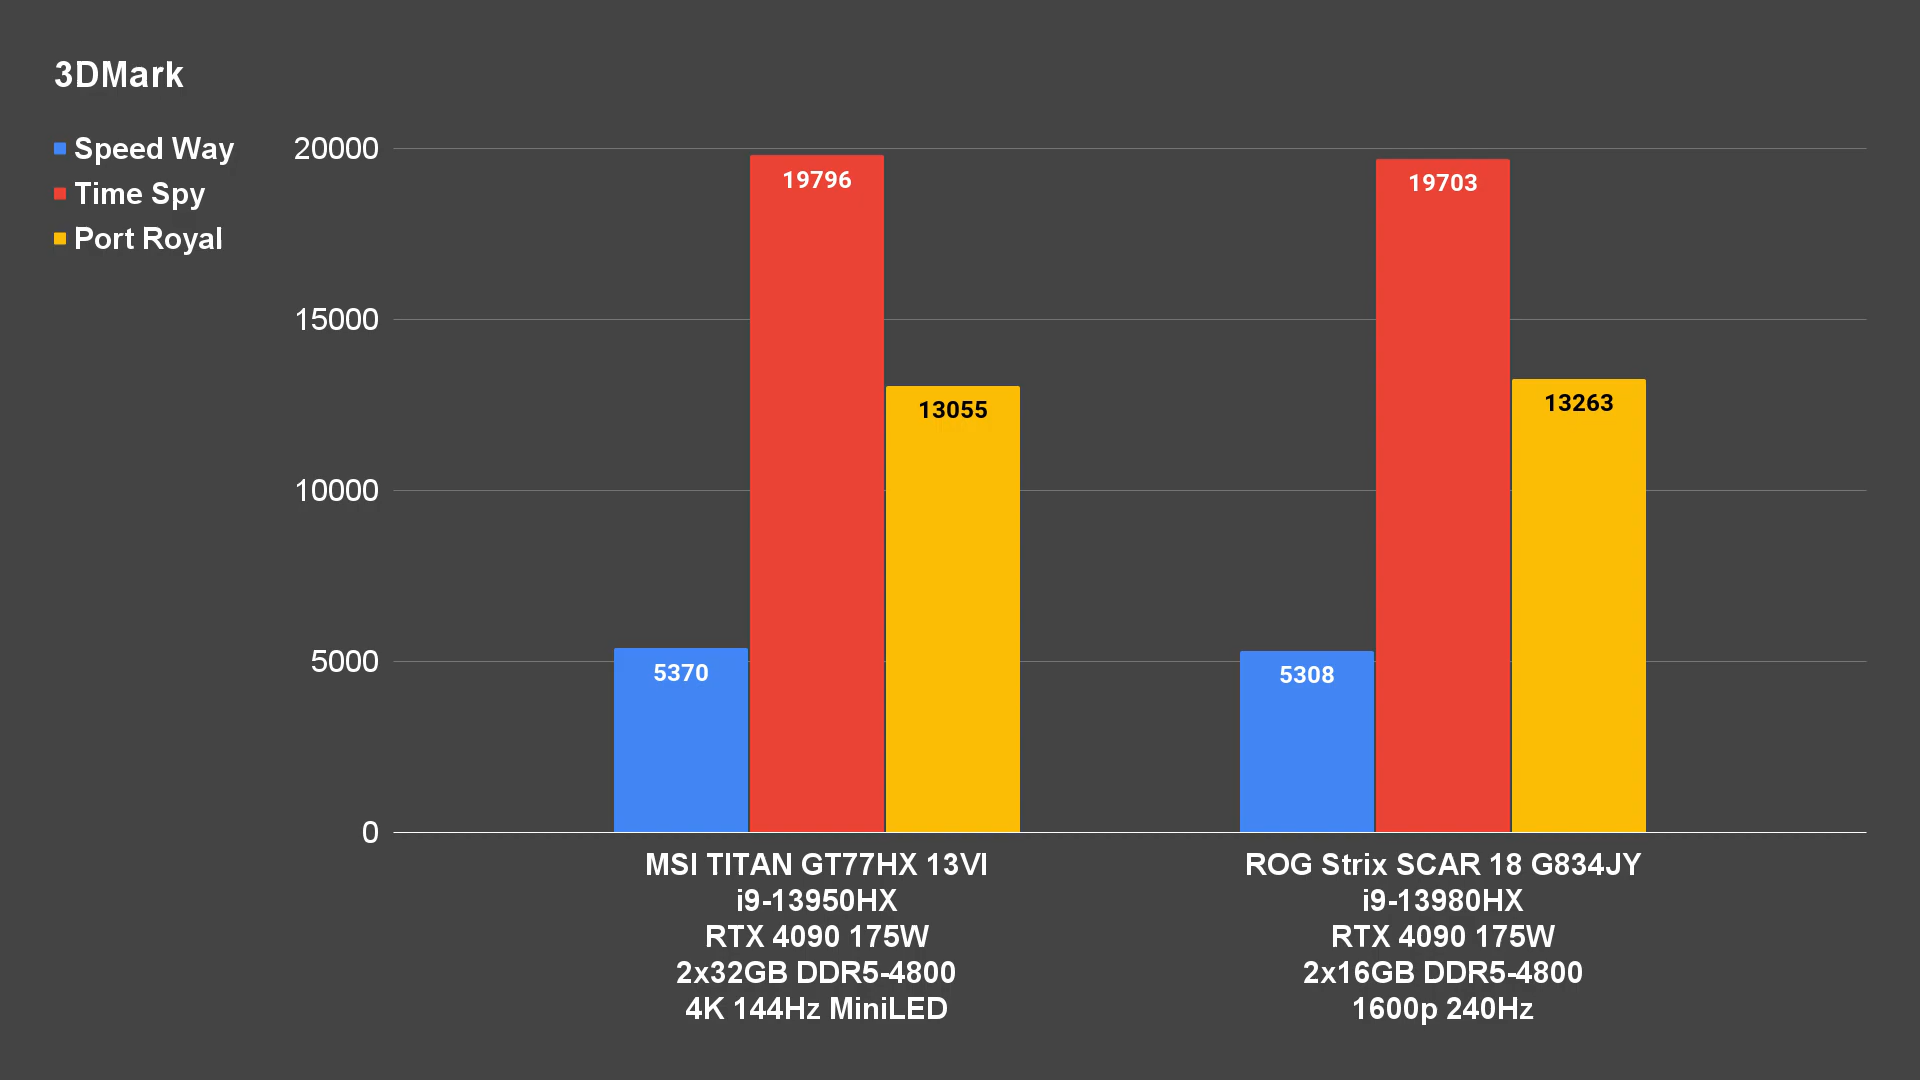 3DMark
Speed Way
Time Spy
Port Royal
20000
15000
10000
5000
0
19796
13055
5370
19703
13263
5308
MSI TITAN GT77HX 13VI
i9-13950HX
RTX 4090 175W
2x32GB DDR5-4800
4K 144Hz MiniLED
ROG Strix SCAR 18 G834JY
i9-13980HX
RTX 4090 175W
2x16GB DDR5-4800
1600p 240Hz